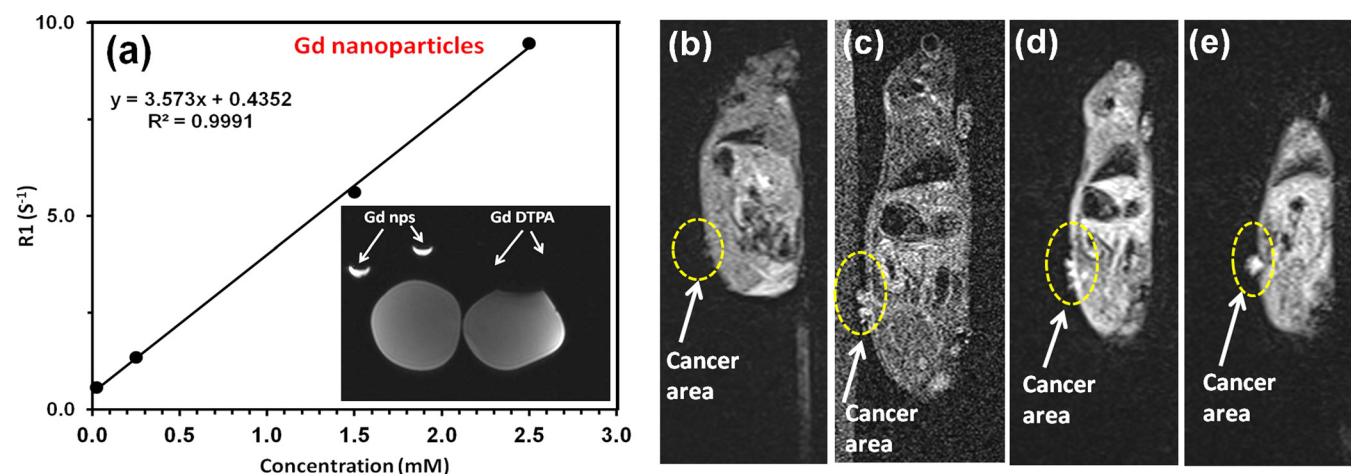 (a)
Gd nanoparticles
y = 3.573x + 0.4352
R² = 0.9991
R1 (S⁻¹)
10.0
5.0
0.0
0.0 0.5 1.0 1.5 2.0 2.5 3.0
Concentration (mM)
Gd nps
Gd DTPA
(b)
Cancer
area
(c)
Cancer
area
(d)
Cancer
area
(e)
Cancer
area